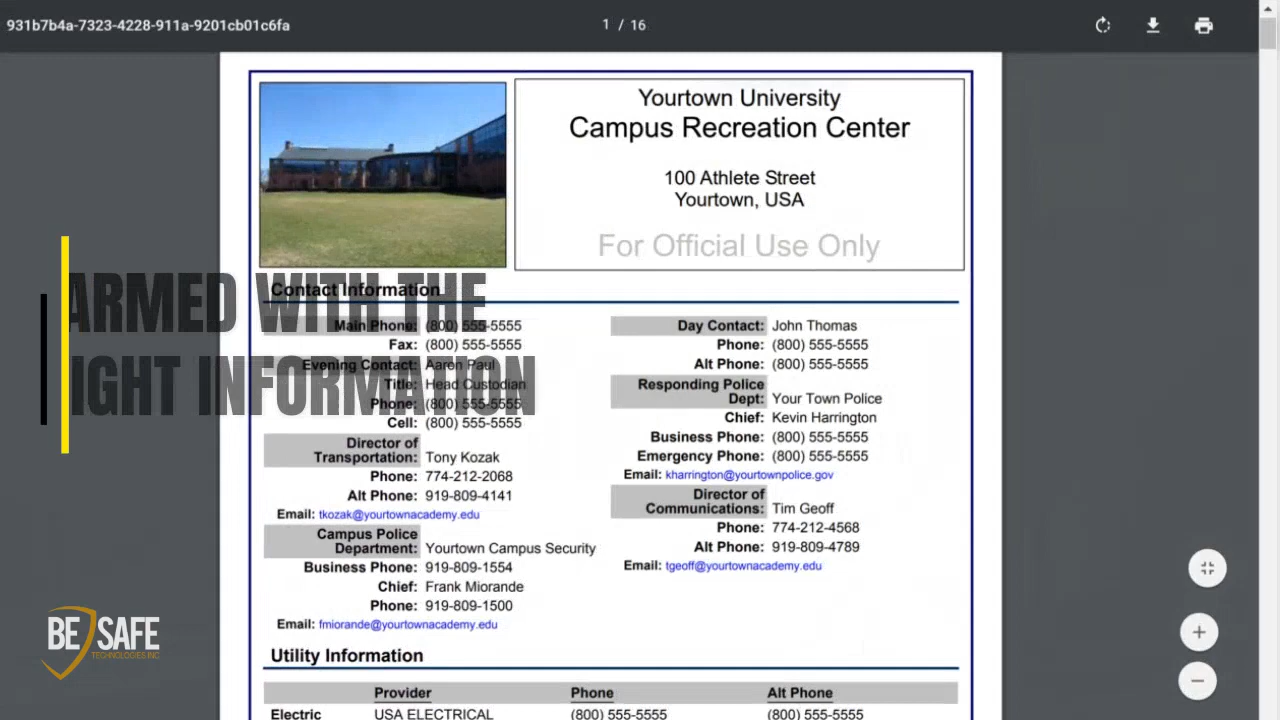 931b7b4a-7323-4228-911a-9201cb01c6fa
1 / 16
Yourtown University
Campus Recreation Center
100 Athlete Street
Yourtown, USA
For Official Use Only
ARMED WITH THE
IGHT INFORMATION
Contact Information
Main Phone: (800) 555-5555
Fax: (800) 555-5555
Evening Contact: Aaron Paul
Title: Head Custodian
Phone: (800) 555-5555
Cell: (800) 555-5555
Director of
Transportation: Tony Kozak
Phone: 774-212-2068
Alt Phone: 919-809-4141
Email: tkozak@yourtownacademy.edu
Campus Police
Department: Yourtown Campus Security
Business Phone: 919-809-1554
Chief: Frank Miorande
Phone: 919-809-1500
Email: fmiorande@yourtownacademy.edu
Day Contact: John Thomas
Phone: (800) 555-5555
Alt Phone: (800) 555-5555
Responding Police
Dept: Your Town Police
Chief: Kevin Harrington
Business Phone: (800) 555-5555
Emergency Phone: (800) 555-5555
Email: kharrington@yourtownpolice.gov
Director of
Communications: Tim Geoff
Phone: 774-212-4568
Alt Phone: 919-809-4789
Email: tgeoff@yourtownacademy.edu
Utility Information
Provider Phone Alt Phone
Electric USA ELECTRICAL (800) 555-5555 (800) 555-5555
BE SAFE
TECHNOLOGIES INC